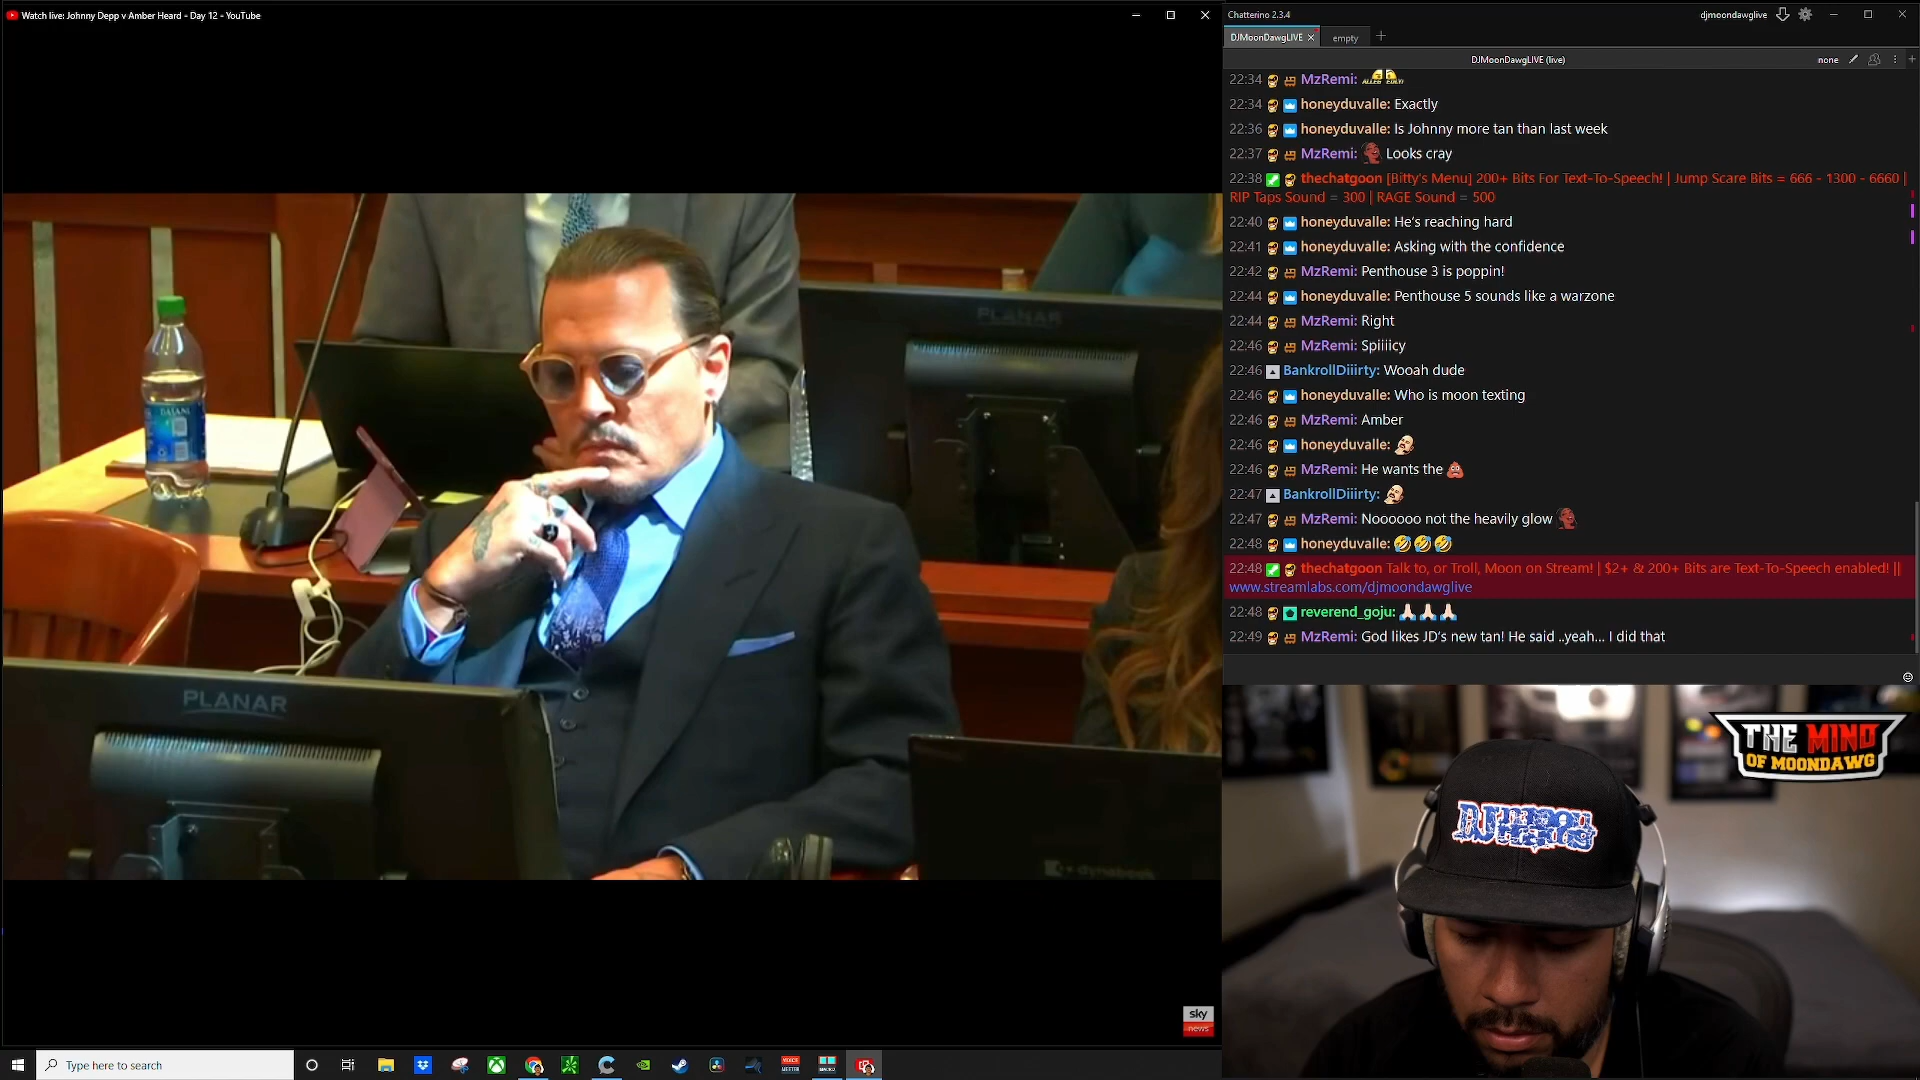 Watch live: Johnny Depp v Amber Heard - Day 12 - YouTube
DASANI
PLANAR
PLANAR
dynabook
sky
news
Type here to search
Chatterino 2.3.4
djmoondawglive
DJMoonDawgLIVE
empty
DJMoonDawgLIVE (live)
none
22:34 MzRemi:
22:34 honeyduvalle: Exactly
22:36 honeyduvalle: Is Johnny more tan than last week
22:37 MzRemi: Looks cray
22:38 thechatgoon [Bitty's Menu] 200+ Bits For Text-To-Speech! | Jump Scare Bits = 666 - 1300 - 6660 |
RIP Taps Sound = 300 | RAGE Sound = 500
22:40 honeyduvalle: He's reaching hard
22:41 honeyduvalle: Asking with the confidence
22:42 MzRemi: Penthouse 3 is poppin!
22:44 honeyduvalle: Penthouse 5 sounds like a warzone
22:44 MzRemi: Right
22:46 MzRemi: Spiiiicy
22:46 BankrollDiiirty: Wooah dude
22:46 honeyduvalle: Who is moon texting
22:46 MzRemi: Amber
22:46 honeyduvalle:
22:46 MzRemi: He wants the 💩
22:47 BankrollDiiirty:
22:47 MzRemi: Noooooo not the heavily glow
22:48 honeyduvalle: 🤣🤣🤣
22:48 thechatgoon Talk to, or Troll, Moon on Stream! | $2+ & 200+ Bits are Text-To-Speech enabled! ||
www.streamlabs.com/djmoondawglive
22:48 reverend_goju: 🙏🏻🙏🏻🙏🏻
22:49 MzRemi: God likes JD's new tan! He said ..yeah... I did that
THE MIND
OF MOONDAWG
DJ MOON
DAWG